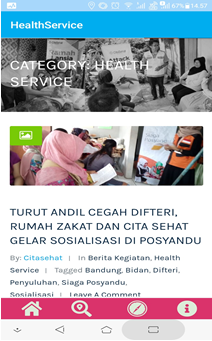 67% 14.57
HealthService
CATEGORY: HEALTH
SERVICE
TURUT ANDIL CEGAH DIFTERI,
RUMAH ZAKAT DAN CITA SEHAT
GELAR SOSIALISASI DI POSYANDU
By: Citasehat | In Berita Kegiatan, Health
Service | Tagged Bandung, Bidan, Difteri,
Penyuluhan, Siaga Posyandu,
Sosialisasi | Leave A Comment